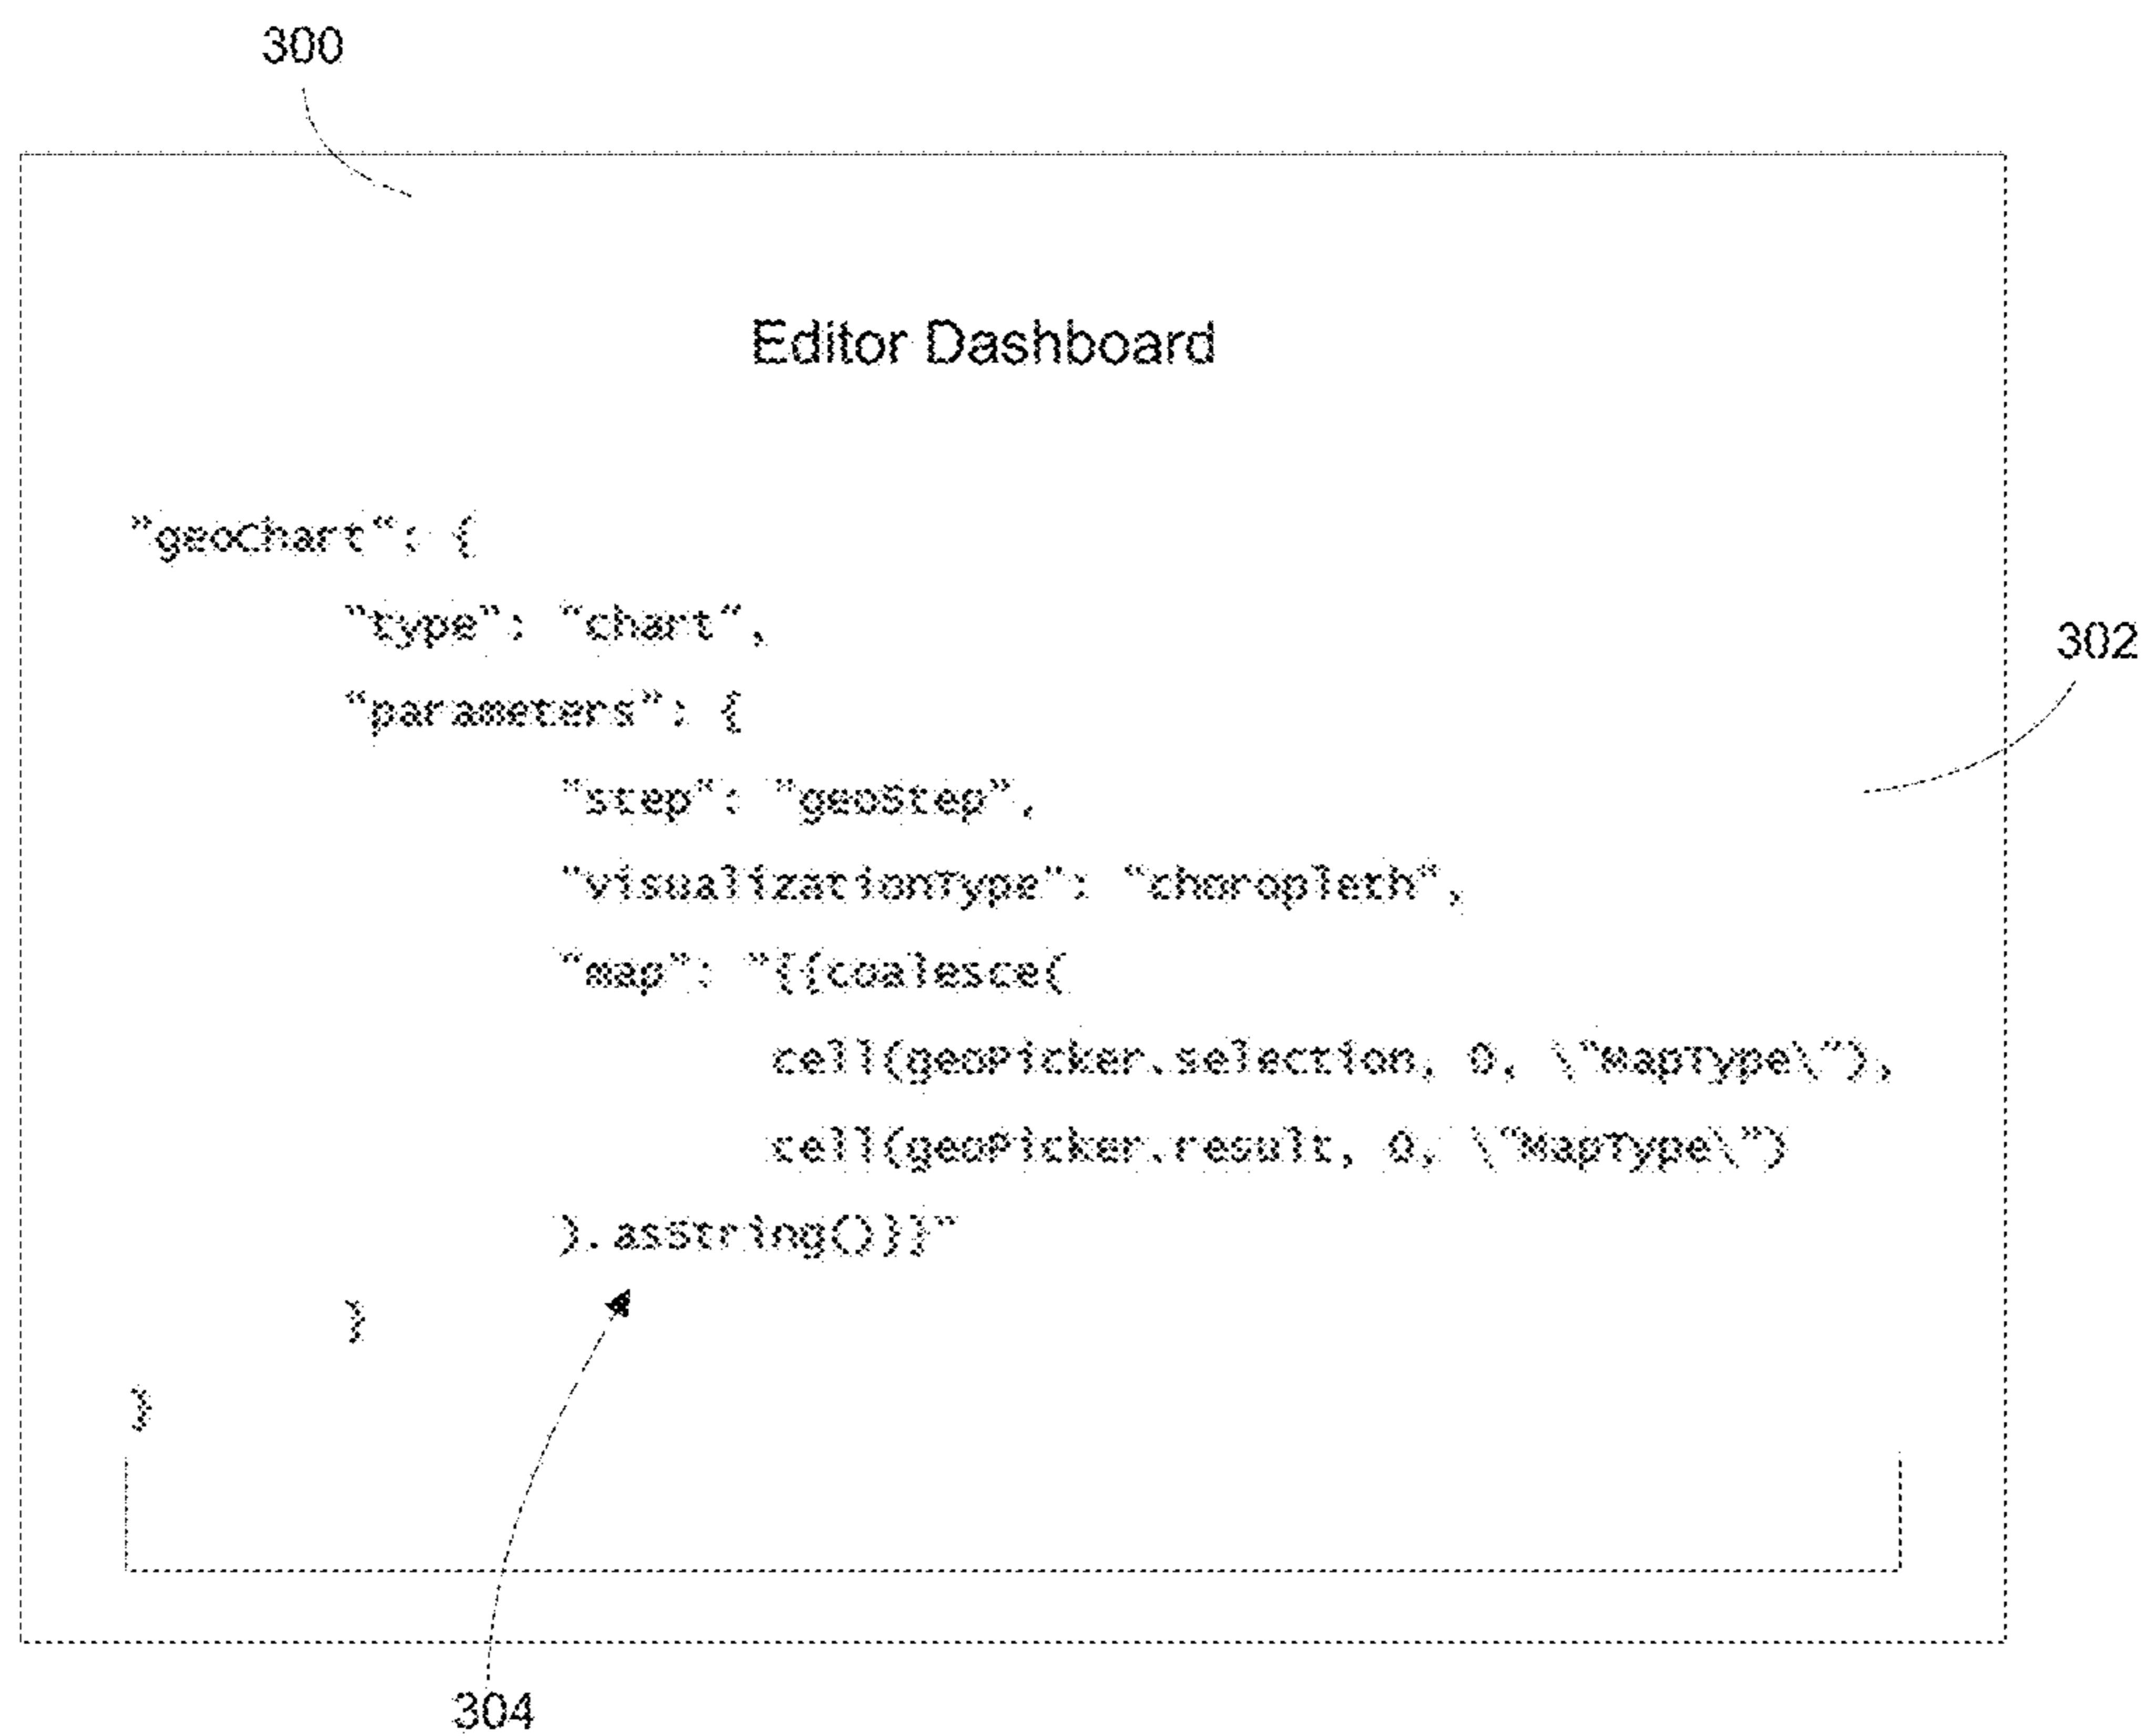 300
Editor Dashboard
"geoChart": {
"type": "chart",
"parameters": {
"step": "geoStep",
"visualizationType": "choropleth",
302
"map": "{{coalesce(
cell(geoPicker.selection, 0, \"MapType\"),
cell(geoPicker.result, 0, \"MapType\")
).asString()}}"
}
}
304